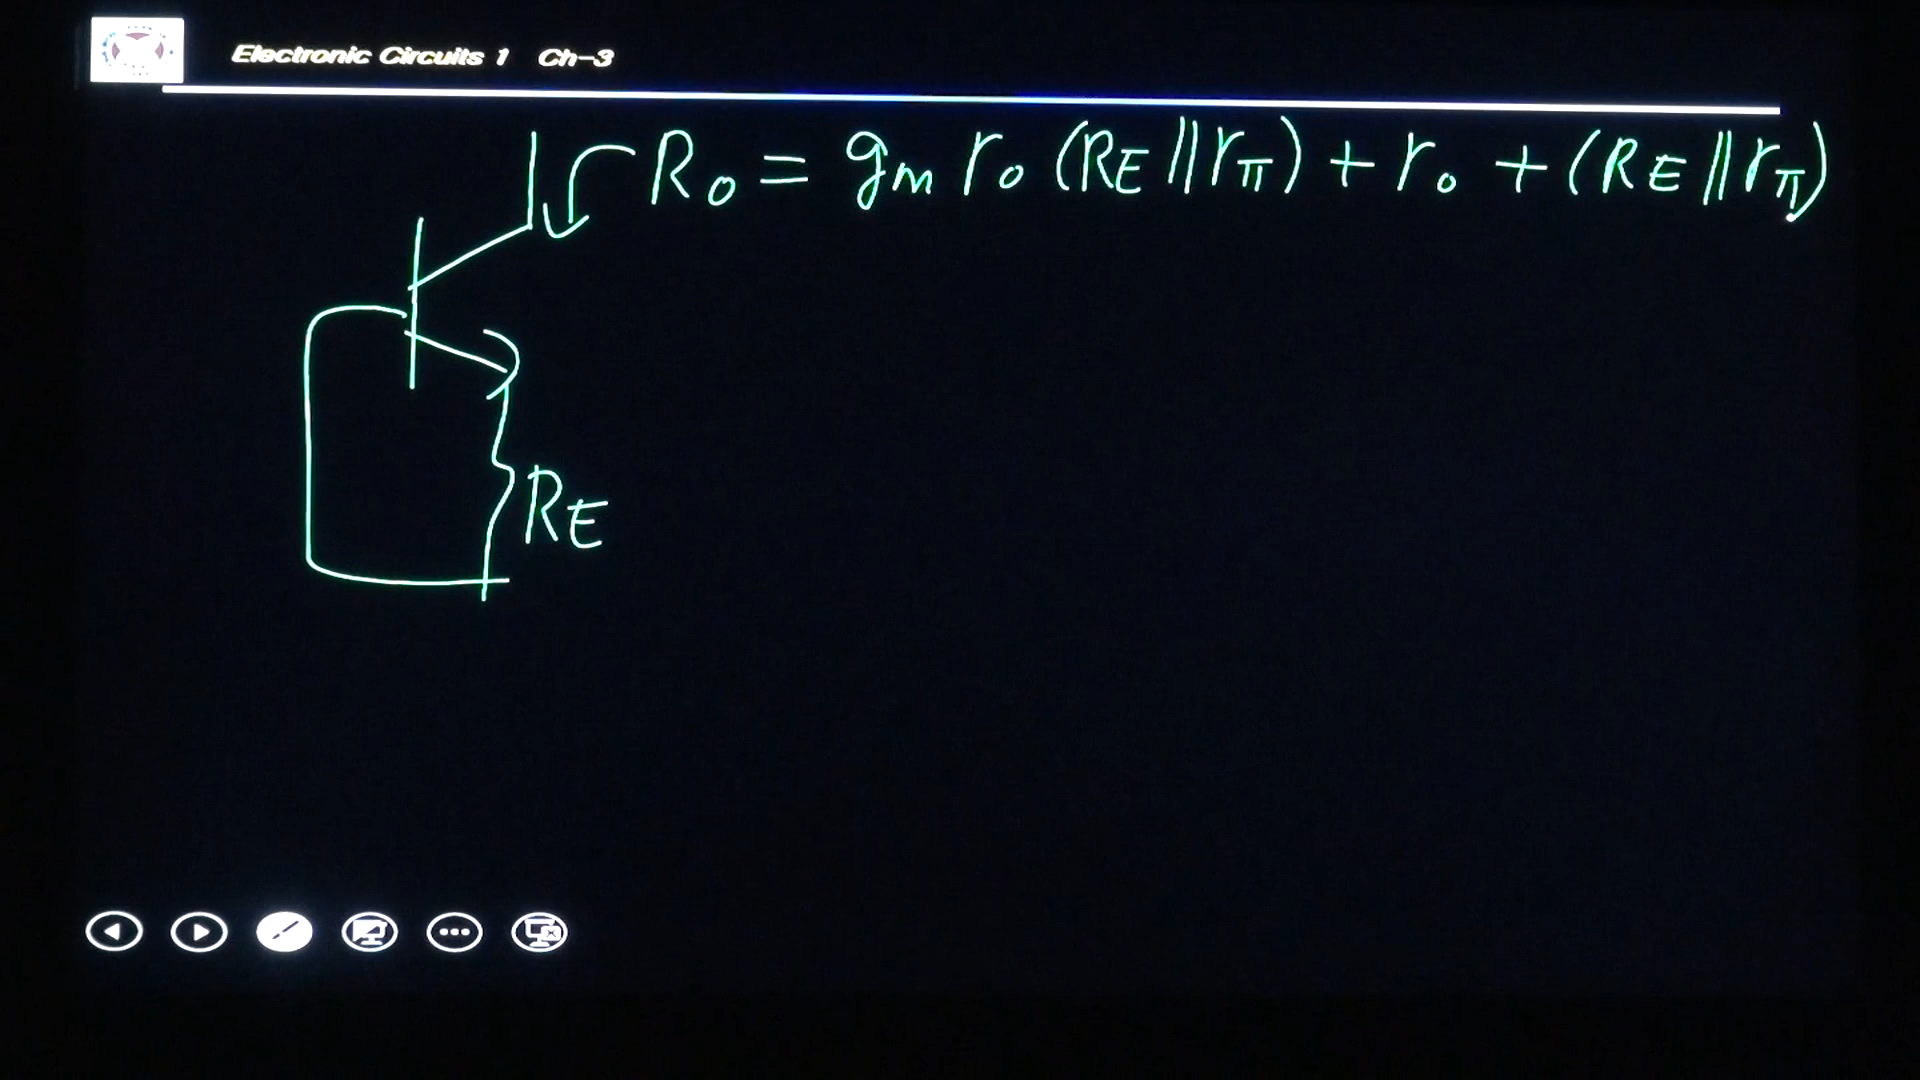 Electronic Circuits 1 Ch-3
Ro = gm ro (RE || rπ) + ro + (RE || rπ)
RE